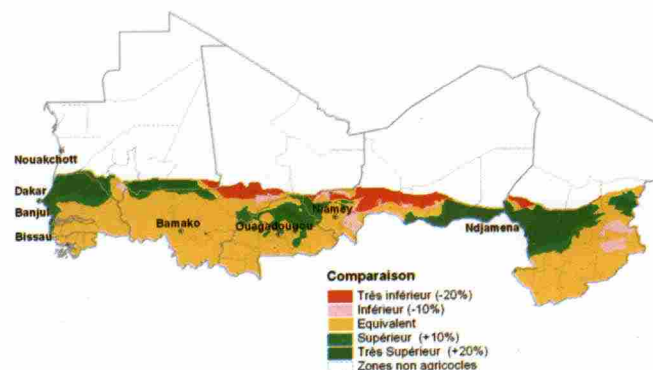 Nouakchott
Dakar
Banjul
Bissau
Bamako
Ouagadougou
Niamey
Ndjamena
Comparaison
Très inférieur (-20%)
Inférieur (-10%)
Equivalent
Supérieur (+10%)
Très Supérieur (+20%)
Zones non agricocles